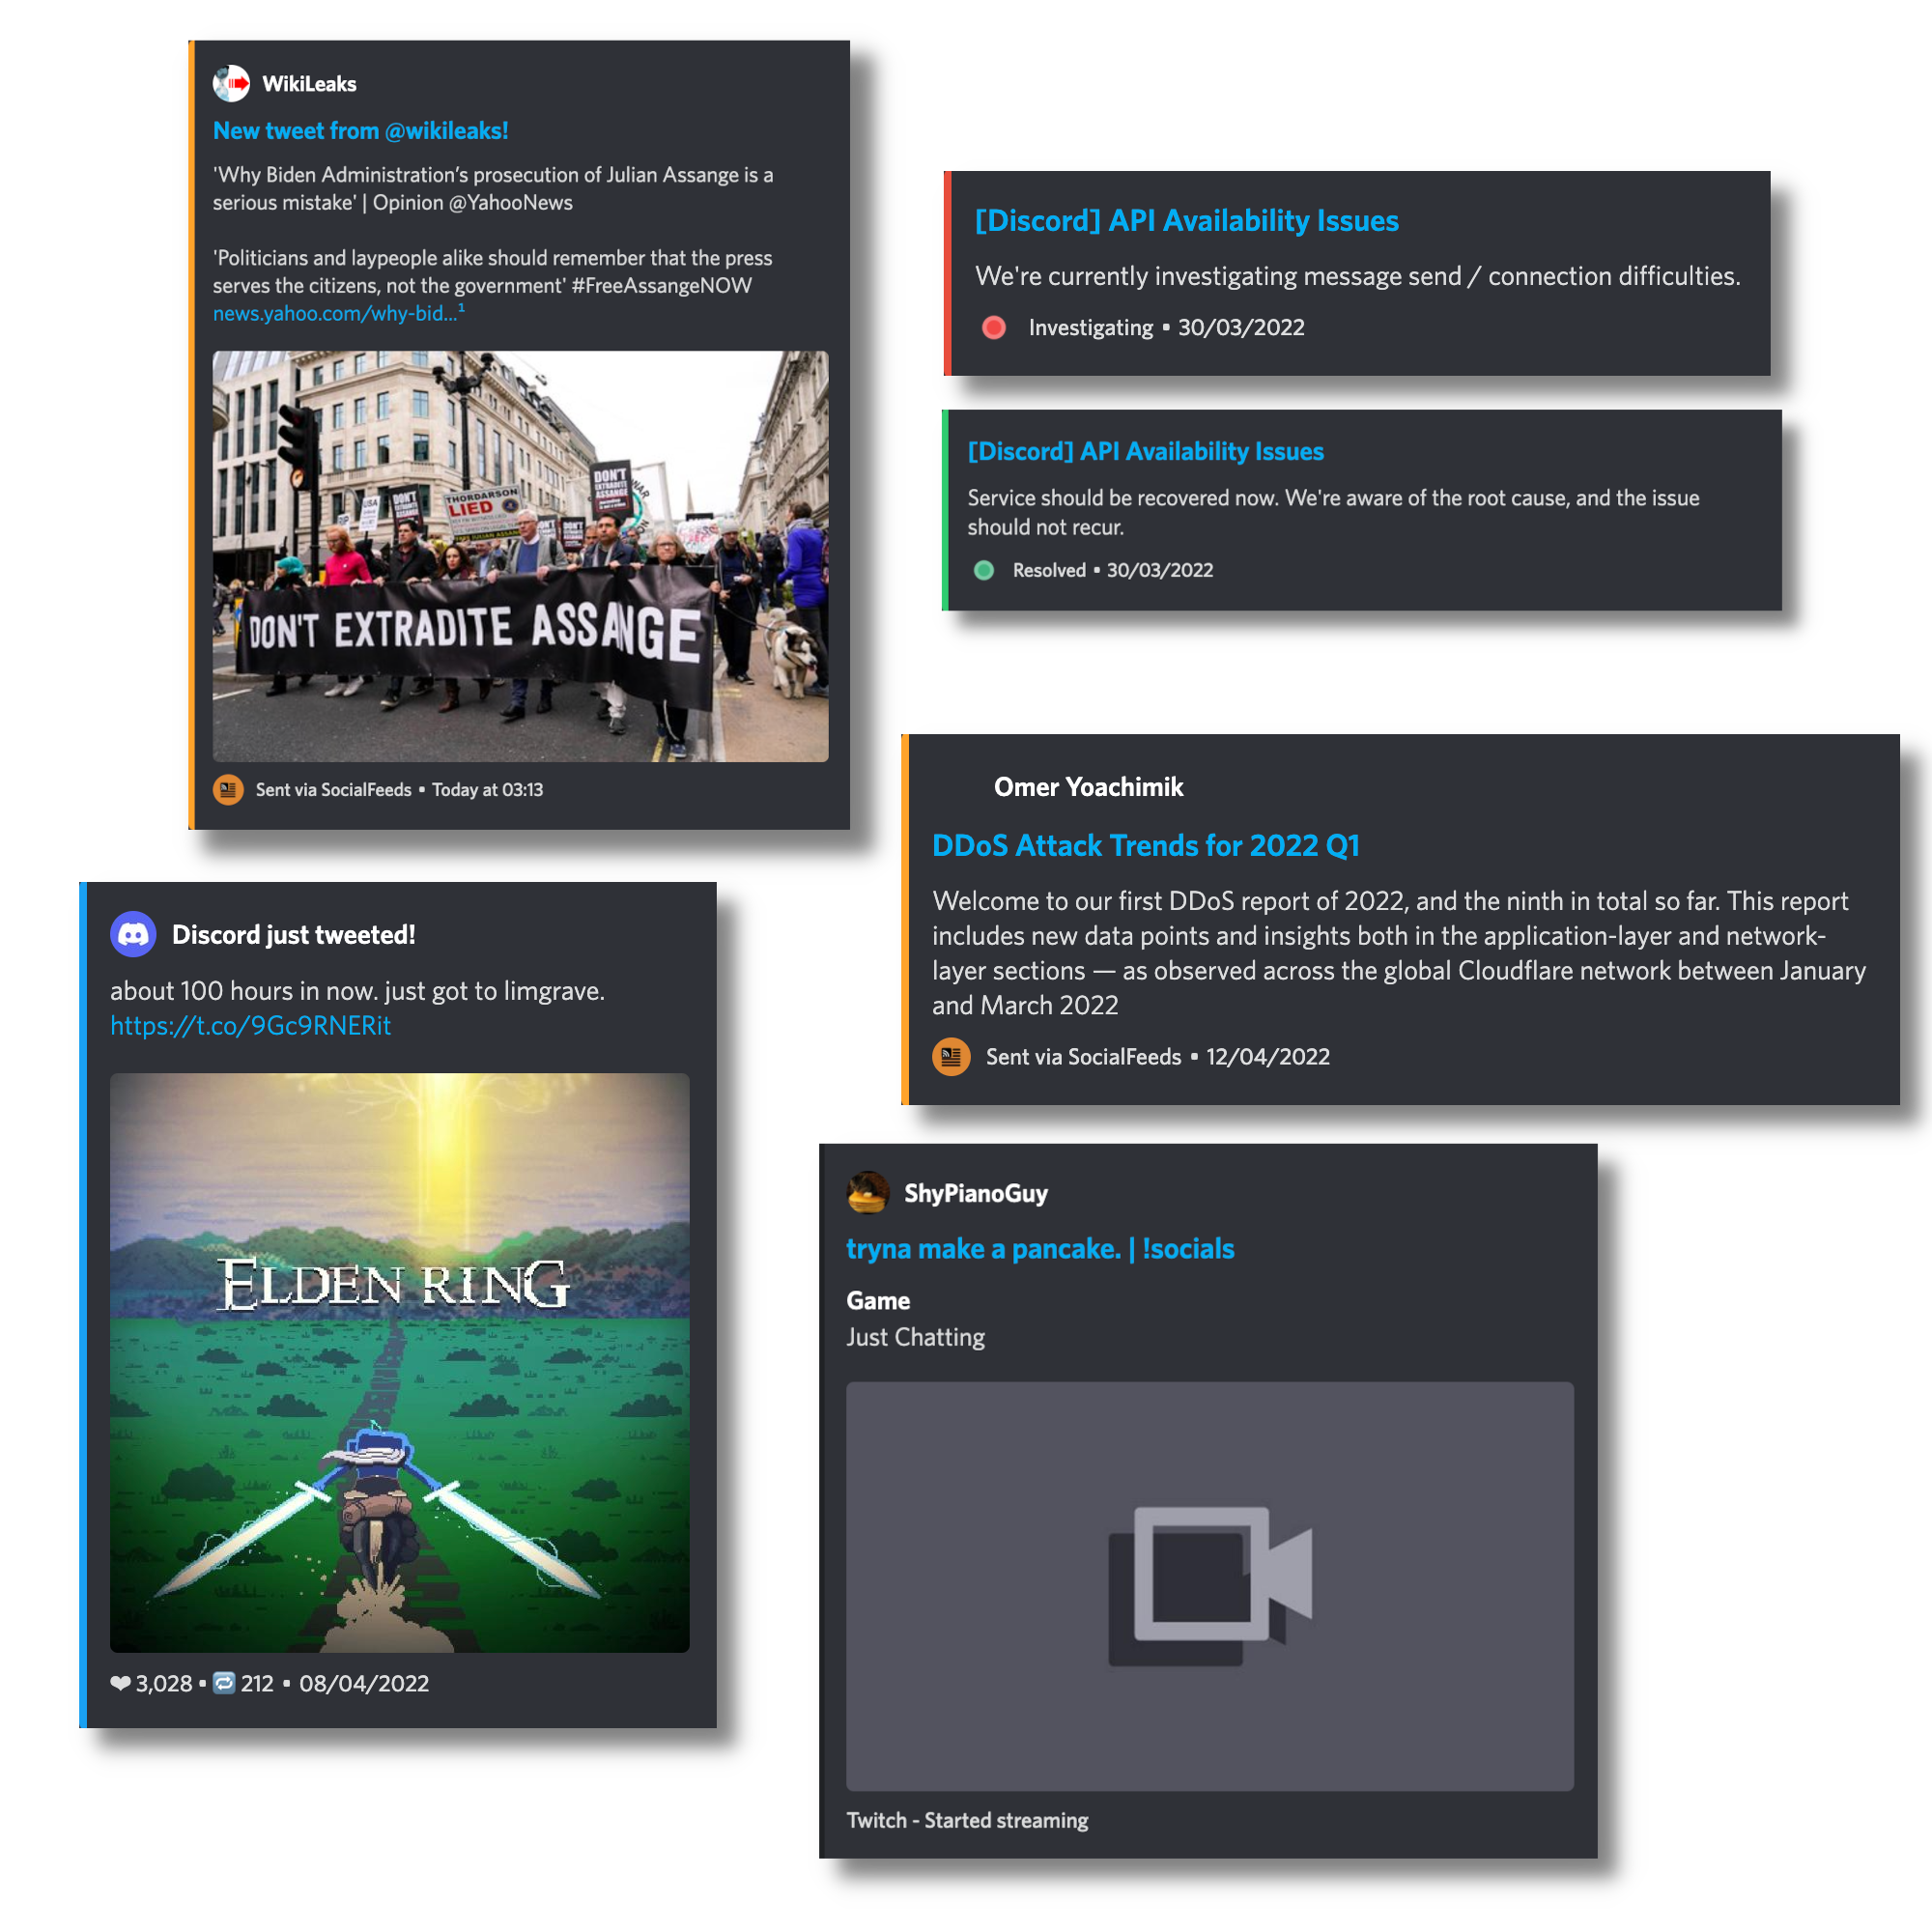 WikiLeaks
New tweet from @wikileaks!
'Why Biden Administration’s prosecution of Julian Assange is a
serious mistake' | Opinion @YahooNews
'Politicians and laypeople alike should remember that the press
serves the citizens, not the government' #FreeAssangeNOW
news.yahoo.com/why-bid...¹
THORDARSON
LIED
DON'T
EXTRADITE
ASSANGE
DON'T
DON'T EXTRADITE ASSANGE
Sent via SocialFeeds • Today at 03:13
[Discord] API Availability Issues
We're currently investigating message send / connection difficulties.
Investigating • 30/03/2022
[Discord] API Availability Issues
Service should be recovered now. We're aware of the root cause, and the issue
should not recur.
Resolved • 30/03/2022
Omer Yoachimik
DDoS Attack Trends for 2022 Q1
Welcome to our first DDoS report of 2022, and the ninth in total so far. This report
includes new data points and insights both in the application-layer and network-
layer sections — as observed across the global Cloudflare network between January
and March 2022
Sent via SocialFeeds • 12/04/2022
Discord just tweeted!
about 100 hours in now. just got to limgrave.
https://t.co/9Gc9RNERit
ELDEN RING
❤ 3,028 • 🔁 212 • 08/04/2022
ShyPianoGuy
tryna make a pancake. | !socials
Game
Just Chatting
Twitch - Started streaming